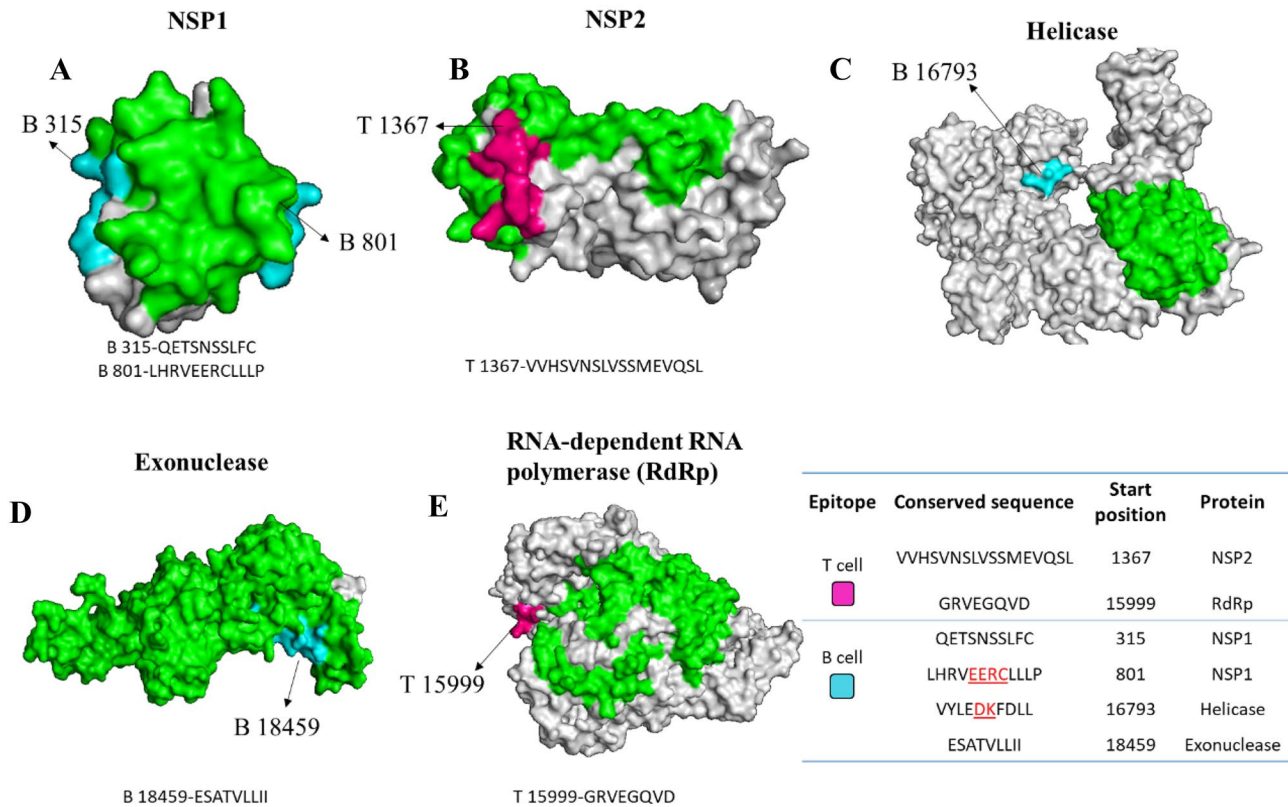 NSP1
NSP2
Helicase
A
B
C
B 315
B 801
T 1367
B 16793
B 315-QETSNSSLFC
B 801-LHRVEERCLLLP
T 1367-VVHSVNSLVSSMEVQSL
Exonuclease
RNA-dependent RNA
polymerase (RdRp)
D
E
B 18459
T 15999
B 18459-ESATVLLII
T 15999-GRVEGQVD
Epitope Conserved sequence Start position Protein
T cell
VVHSVNSLVSSMEVQSL 1367 NSP2
GRVEGQVD 15999 RdRp
B cell
QETSNSSLFC 315 NSP1
LHRVEERCLLLP 801 NSP1
VYLEDKFDLL 16793 Helicase
ESATVLLII 18459 Exonuclease